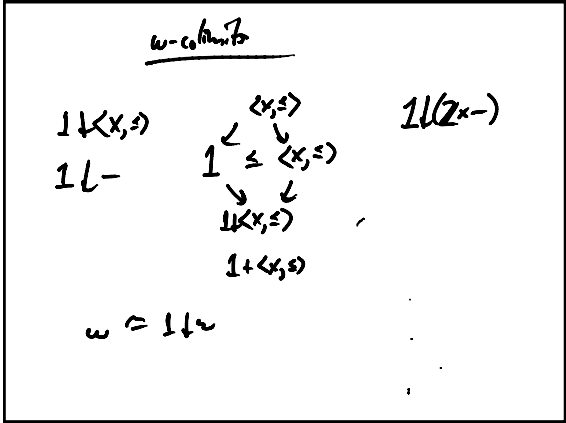 ω-colimits
1↓<x,≤>
<x,≤>
1↓(2×-)
1 ≤ <x,≤>
1↓-
1↓<x,≤>
1+<x,≤>
ω ≃ 1↓ω